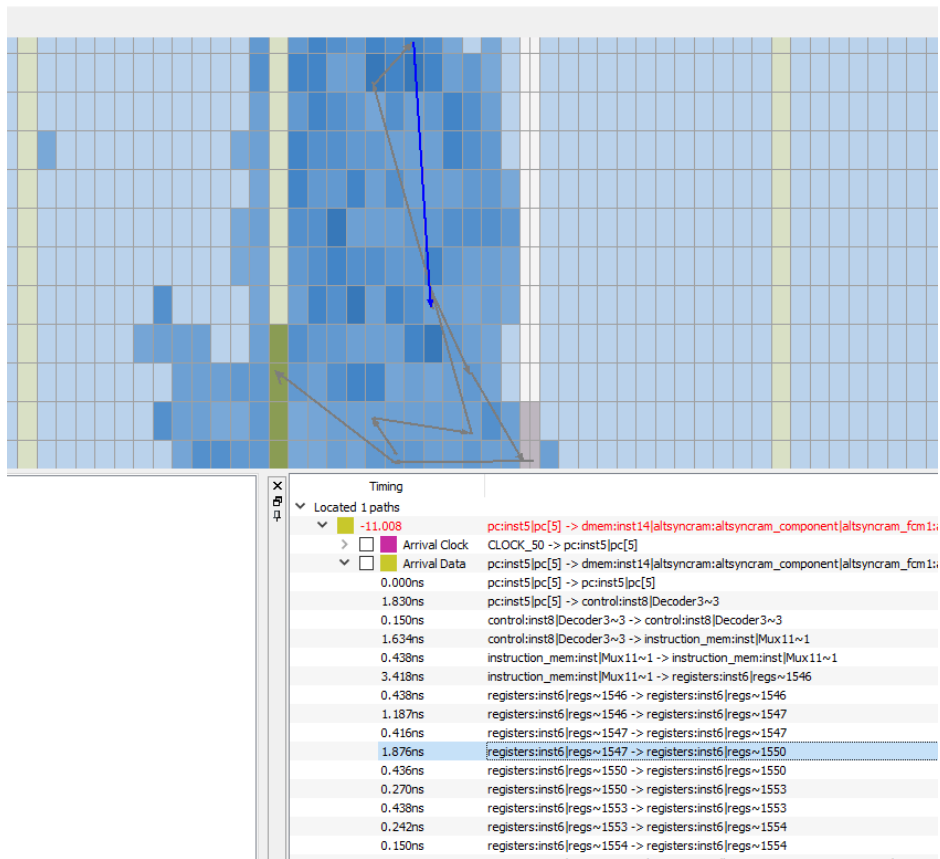 Timing
Located 1 paths
-11.008 pc:inst5|pc[5] -> dmem:inst14|altsyncram:altsyncram_component|altsyncram_fcm1:a
Arrival Clock CLOCK_50 -> pc:inst5|pc[5]
Arrival Data pc:inst5|pc[5] -> dmem:inst14|altsyncram:altsyncram_component|altsyncram_fcm1:a
0.000ns pc:inst5|pc[5] -> pc:inst5|pc[5]
1.830ns pc:inst5|pc[5] -> control:inst8|Decoder3~3
0.150ns control:inst8|Decoder3~3 -> control:inst8|Decoder3~3
1.634ns control:inst8|Decoder3~3 -> instruction_mem:inst|Mux11~1
0.438ns instruction_mem:inst|Mux11~1 -> instruction_mem:inst|Mux11~1
3.418ns instruction_mem:inst|Mux11~1 -> registers:inst6|regs~1546
0.438ns registers:inst6|regs~1546 -> registers:inst6|regs~1546
1.187ns registers:inst6|regs~1546 -> registers:inst6|regs~1547
0.416ns registers:inst6|regs~1547 -> registers:inst6|regs~1547
1.876ns registers:inst6|regs~1547 -> registers:inst6|regs~1550
0.436ns registers:inst6|regs~1550 -> registers:inst6|regs~1550
0.270ns registers:inst6|regs~1550 -> registers:inst6|regs~1553
0.438ns registers:inst6|regs~1553 -> registers:inst6|regs~1553
0.242ns registers:inst6|regs~1553 -> registers:inst6|regs~1554
0.150ns registers:inst6|regs~1554 -> registers:inst6|regs~1554